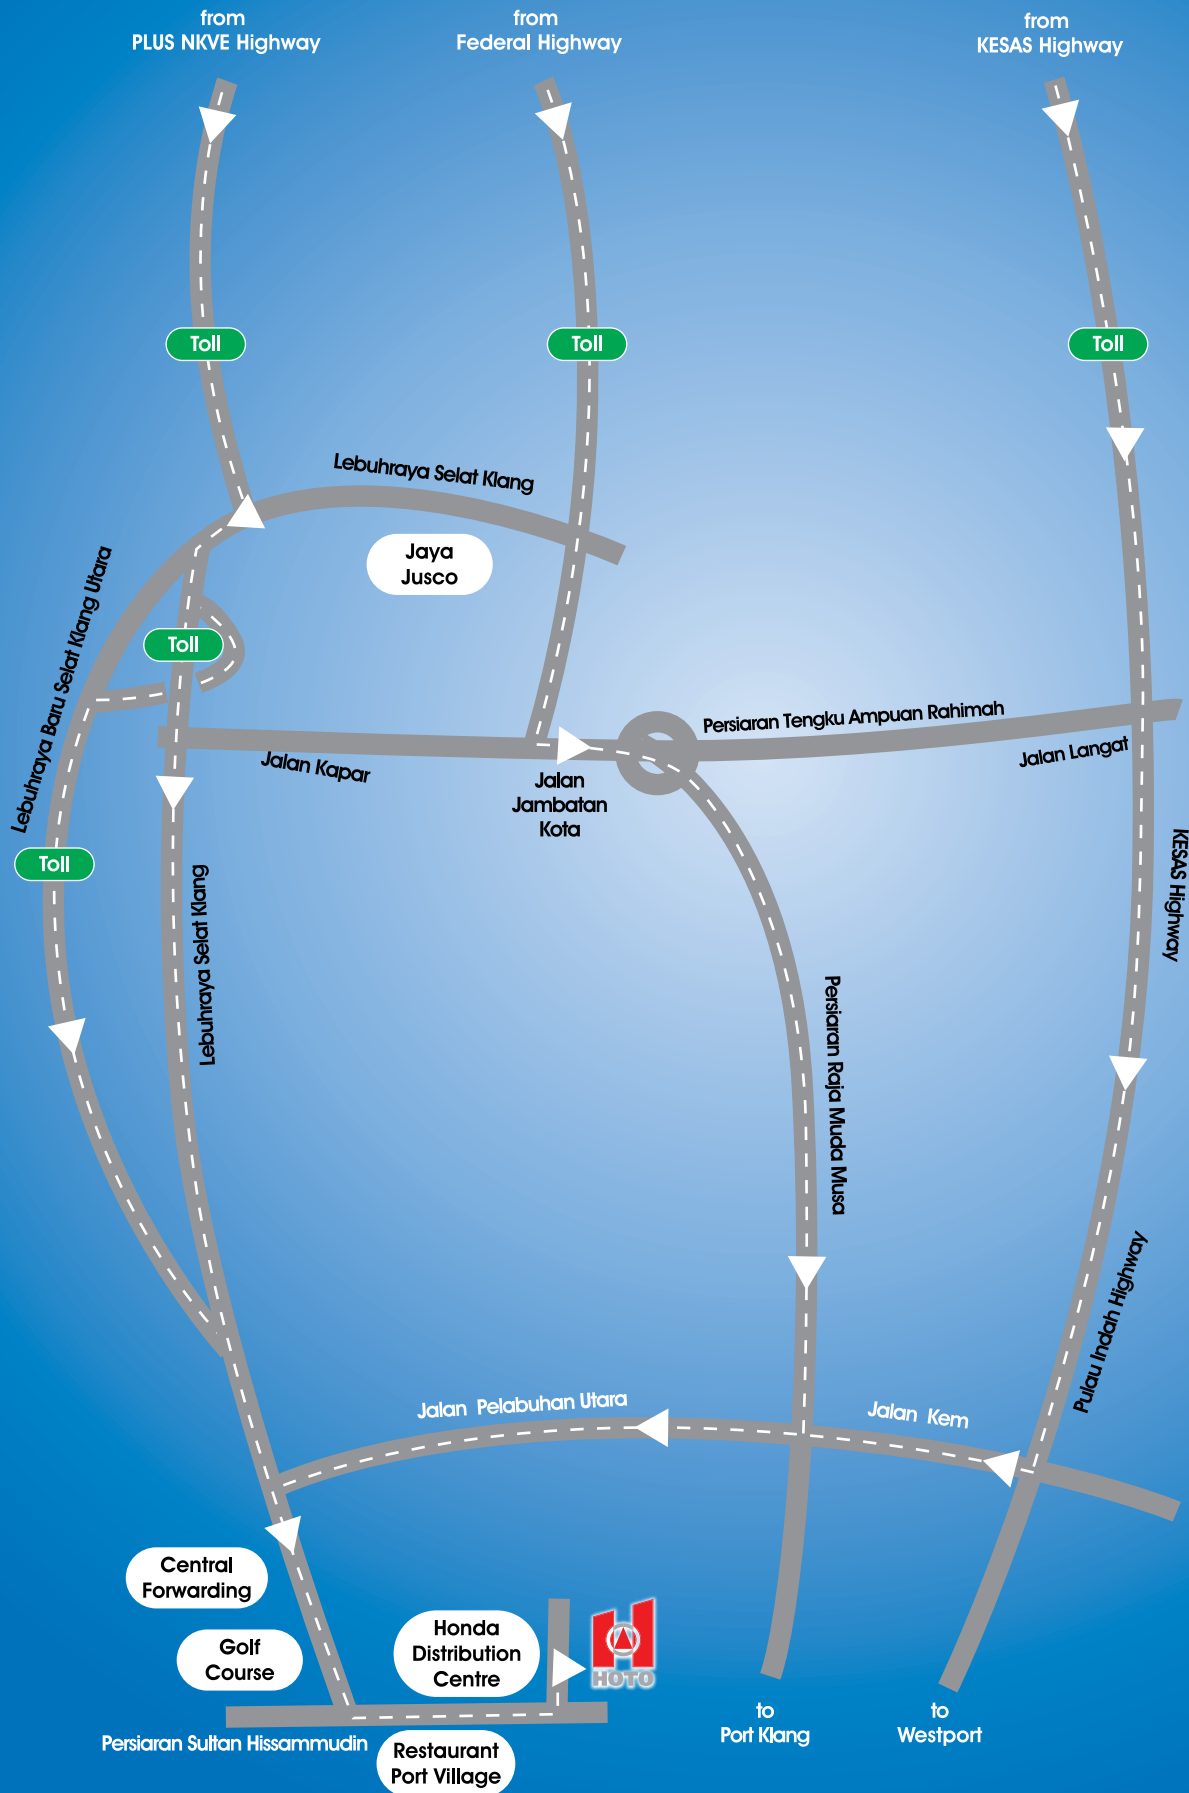 from
PLUS NKVE Highway
from
Federal Highway
from
KESAS Highway
Toll
Toll
Toll
Lebuhraya Selat Klang
Jaya
Jusco
Lebuhraya Baru Selat Klang Utara
Toll
Persiaran Tengku Ampuan Rahimah
Jalan Langat
Jalan Kapar
Jalan
Jambatan
Kota
Toll
KESAS Highway
Lebuhraya Selat Klang
Persiaran Raja Muda Musa
Pulau Indah Highway
Jalan Pelabuhan Utara
Jalan Kem
Central
Forwarding
Golf
Course
Honda
Distribution
Centre
HOTO
to
Port Klang
to
Westport
Persiaran Sultan Hissammudin
Restaurant
Port Village